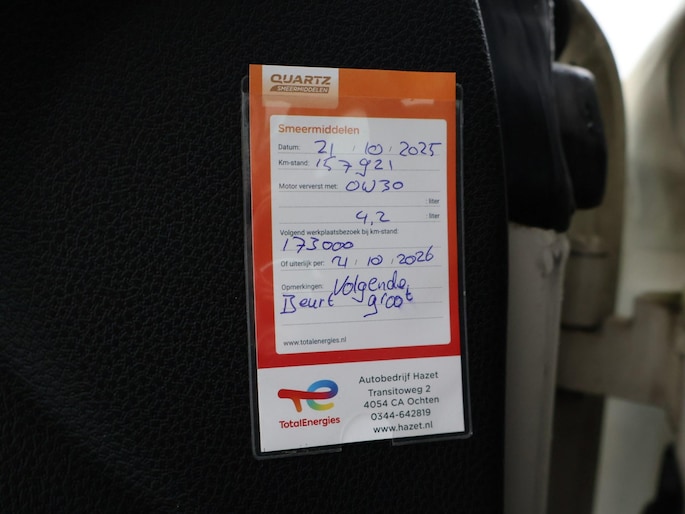 QUARTZ
SMEERMIDDELEN
Smeermiddelen
Datum: 21 / 10 / 2025
Km-stand: 157921
Motor ververst met: 0W30
: liter
4,2 : liter
Volgend werkplaatsbezoek bij km-stand:
173000
Of uiterlijk per: 21 / 10 / 2026
Opmerkingen: Volgende
Beurt groot
www.totalenergies.nl
TotalEnergies
Autobedrijf Hazet
Transitoweg 2
4054 CA Ochten
0344-642819
www.hazet.nl